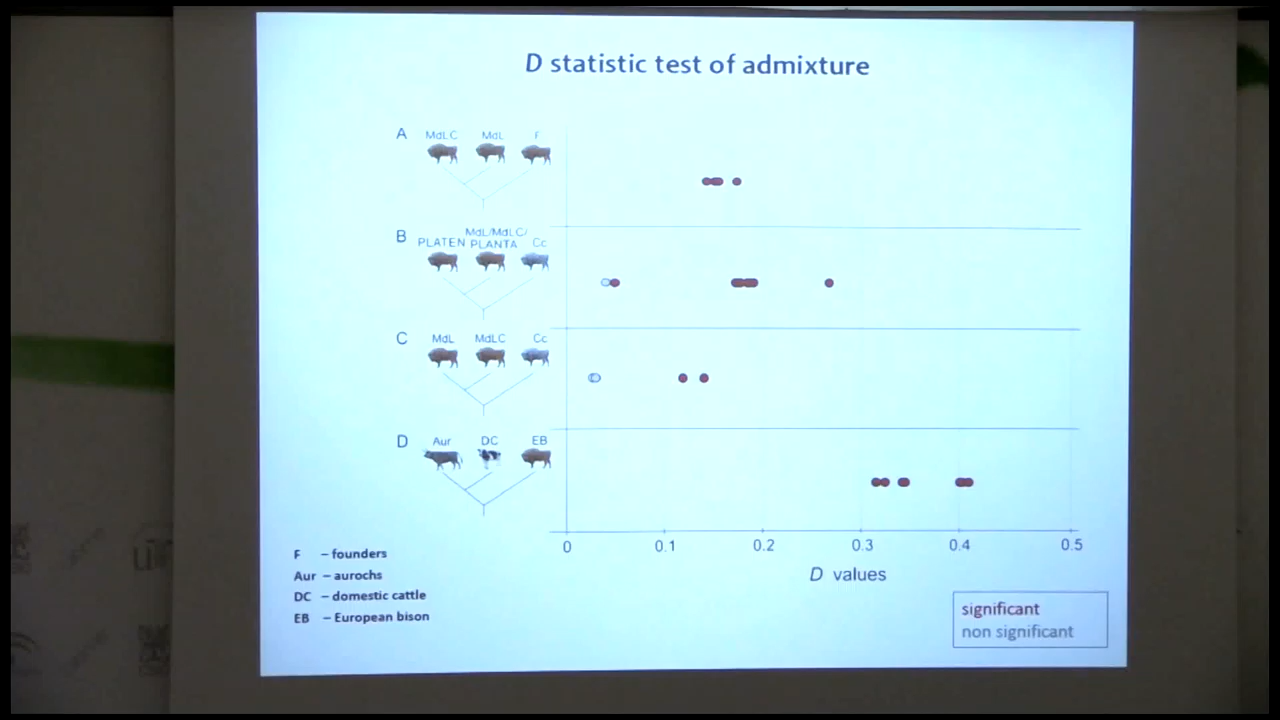 D statistic test of admixture
A
MdLC MdL F
B
MdL/MdLC/
PLATEN PLANTA Cc
C
MdL MdLC Cc
D
Aur DC EB
0 0.1 0.2 0.3 0.4 0.5
D values
F – founders
Aur – aurochs
DC – domestic cattle
EB – European bison
significant
non significant